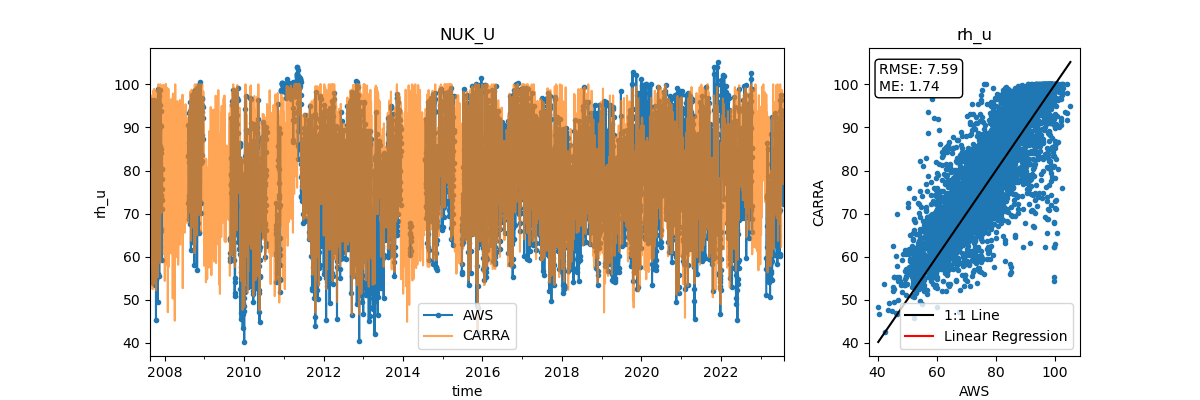 NUK_U
rh_u
100
90
80
70
60
50
40
2008
2010
2012
2014
2016
2018
2020
2022
time
AWS
CARRA
rh_u
RMSE: 7.59
ME: 1.74
CARRA
100
90
80
70
60
50
40
40
60
80
100
AWS
1:1 Line
Linear Regression